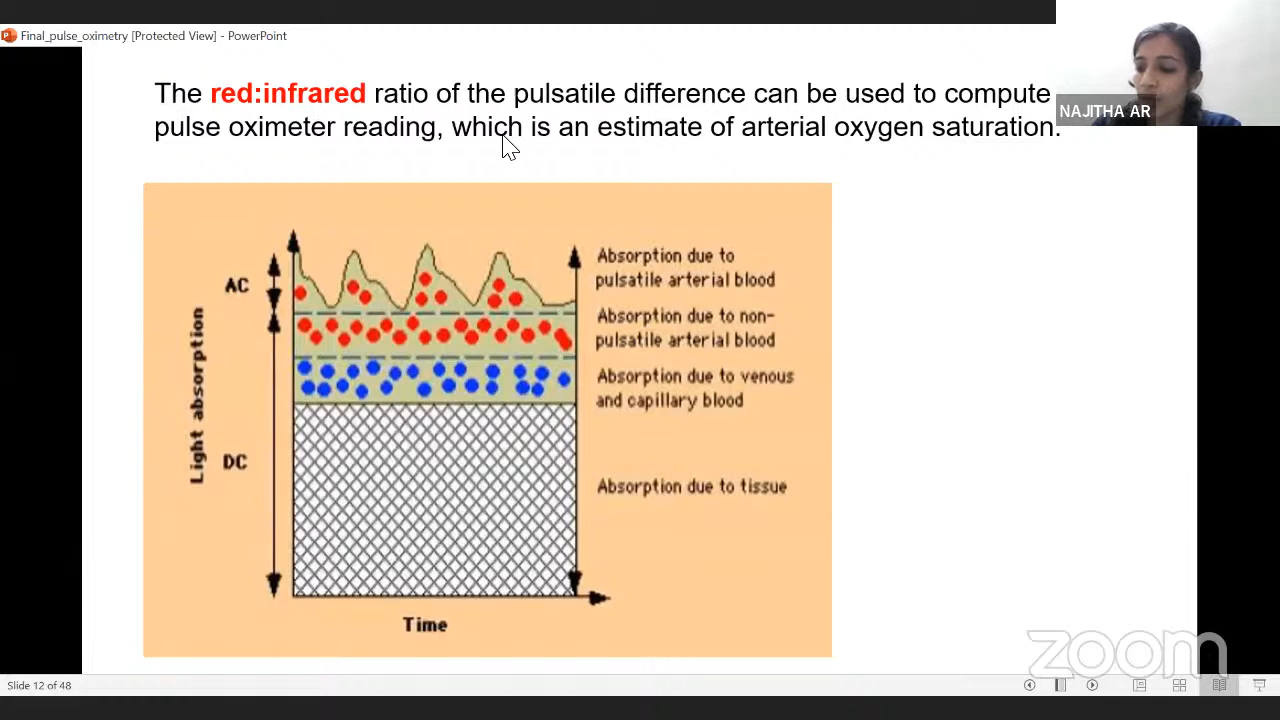 Final_pulse_oximetry [Protected View] - PowerPoint
NAJITHA AR
The red:infrared ratio of the pulsatile difference can be used to compute
pulse oximeter reading, which is an estimate of arterial oxygen saturation.
AC
DC
Light absorption
Time
Absorption due to
pulsatile arterial blood
Absorption due to non-
pulsatile arterial blood
Absorption due to venous
and capillary blood
Absorption due to tissue
zoom
Slide 12 of 48